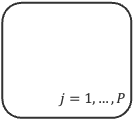 j = 1, ..., P